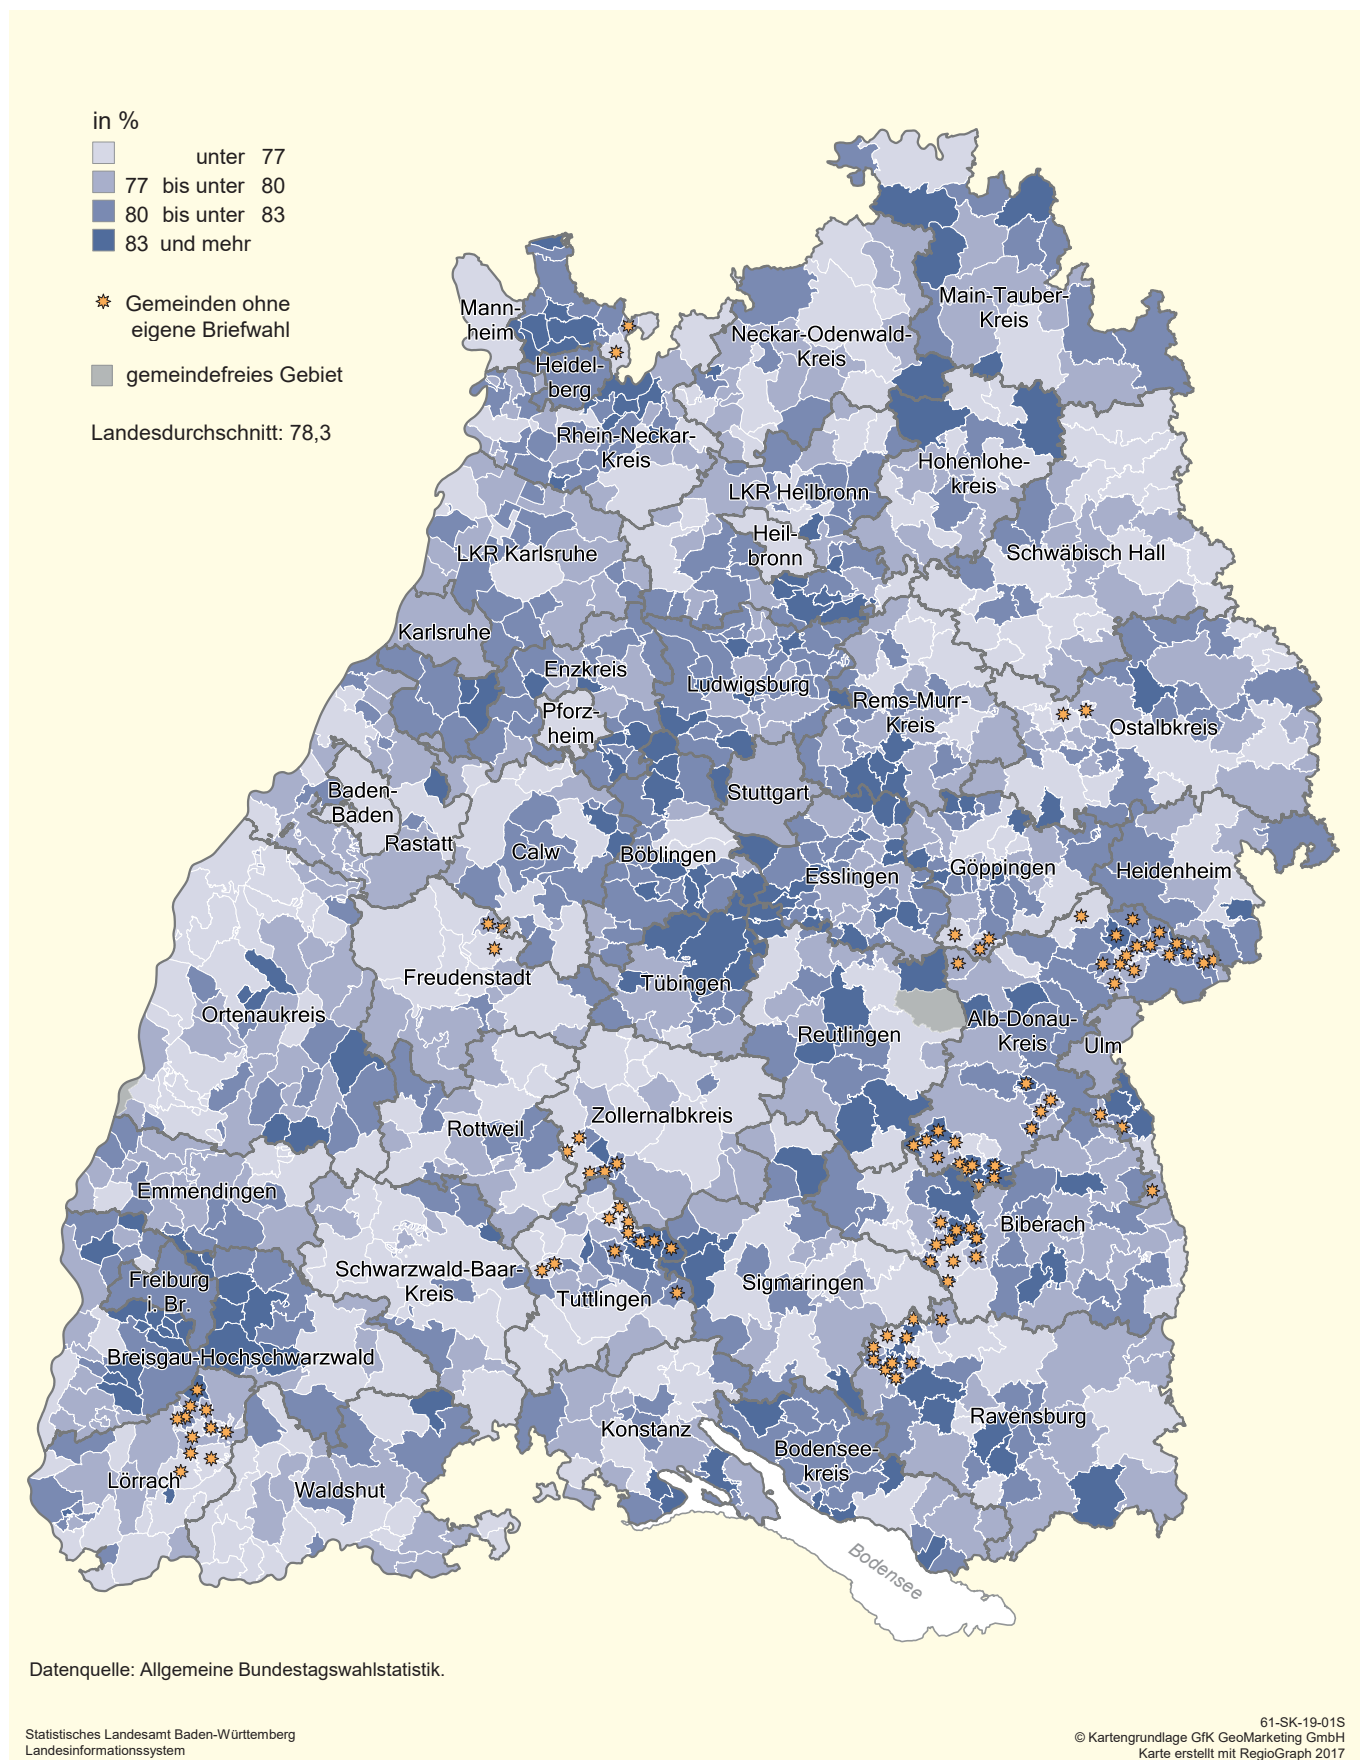 in %
unter 77
77 bis unter 80
80 bis unter 83
83 und mehr
Gemeinden ohne
eigene Briefwahl
gemeindefreies Gebiet
Landesdurchschnitt: 78,3
Mann-
heim
Heidel-
berg
Rhein-Neckar-
Kreis
Neckar-Odenwald-
Kreis
Main-Tauber-
Kreis
Hohenlohe-
kreis
LKR Heilbronn
Heil-
bronn
Schwäbisch Hall
LKR Karlsruhe
Karlsruhe
Enzkreis
Pforz-
heim
Ludwigsburg
Rems-Murr-
Kreis
Ostalbkreis
Baden-
Baden
Rastatt
Calw
Böblingen
Stuttgart
Esslingen
Göppingen
Heidenheim
Freudenstadt
Tübingen
Ortenaukreis
Reutlingen
Alb-Donau-
Kreis
Ulm
Rottweil
Zollernalbkreis
Emmendingen
Biberach
Freiburg
i. Br.
Schwarzwald-Baar-
Kreis
Tuttlingen
Sigmaringen
Breisgau-Hochschwarzwald
Konstanz
Ravensburg
Bodensee-
kreis
Lörrach
Waldshut
Bodensee
Datenquelle: Allgemeine Bundestagswahlstatistik.
Statistisches Landesamt Baden-Württemberg
Landesinformationssystem
61-SK-19-01S
© Kartengrundlage GfK GeoMarketing GmbH
Karte erstellt mit RegioGraph 2017